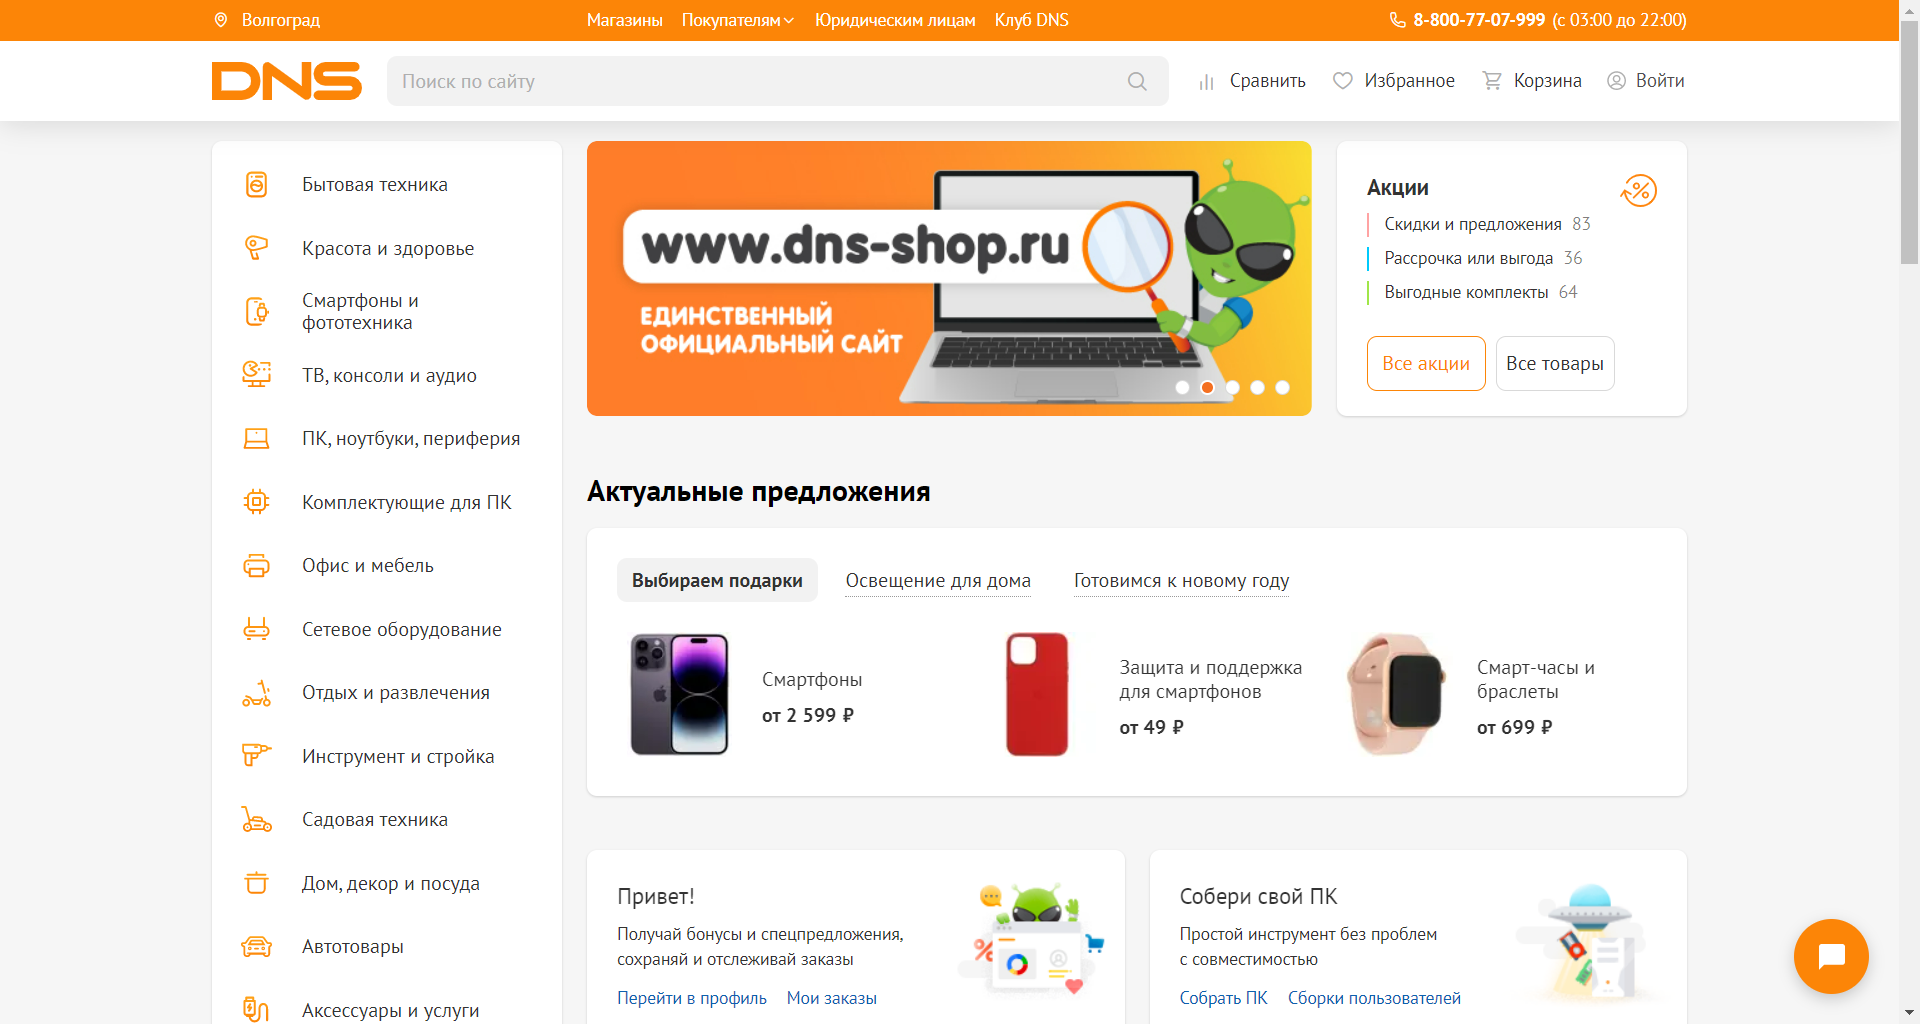 Волгоград
Магазины
Покупателям
Юридическим лицам
Клуб DNS
8-800-77-07-999 (с 03:00 до 22:00)
DNS
Поиск по сайту
Сравнить
Избранное
Корзина
Войти
Бытовая техника
Красота и здоровье
Смартфоны и
фототехника
ТВ, консоли и аудио
ПК, ноутбуки, периферия
Комплектующие для ПК
Офис и мебель
Сетевое оборудование
Отдых и развлечения
Инструмент и стройка
Садовая техника
Дом, декор и посуда
Автотовары
Аксессуары и услуги
www.dns-shop.ru
ЕДИНСТВЕННЫЙ
ОФИЦИАЛЬНЫЙ САЙТ
Акции
Скидки и предложения 83
Рассрочка или выгода 36
Выгодные комплекты 64
Все акции
Все товары
Актуальные предложения
Выбираем подарки
Освещение для дома
Готовимся к новому году
Смартфоны
от 2 599 ₽
Защита и поддержка
для смартфонов
от 49 ₽
Смарт-часы и
браслеты
от 699 ₽
Привет!
Получай бонусы и спецпредложения,
сохраняй и отслеживай заказы
Перейти в профиль
Мои заказы
Собери свой ПК
Простой инструмент без проблем
с совместимостью
Собрать ПК
Сборки пользователей